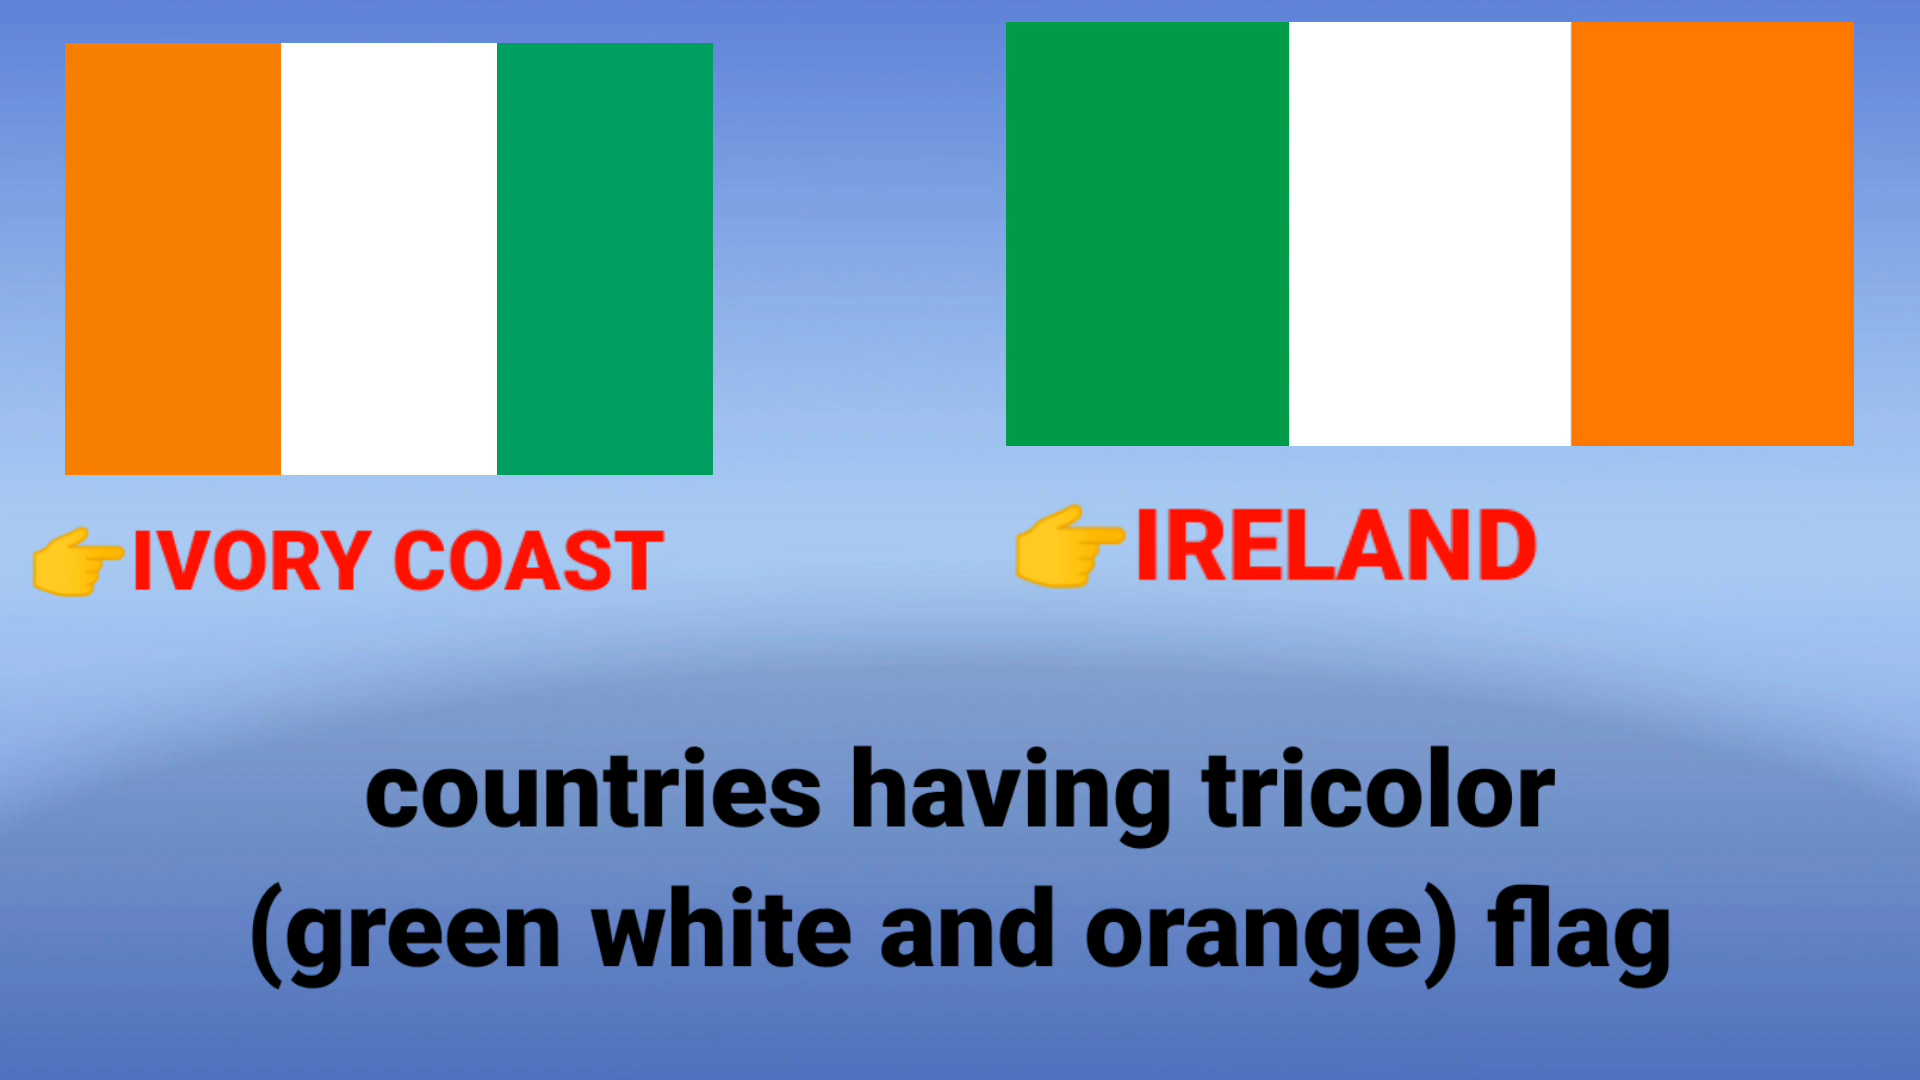 👉IVORY COAST
👉IRELAND
countries having tricolor
(green white and orange) flag